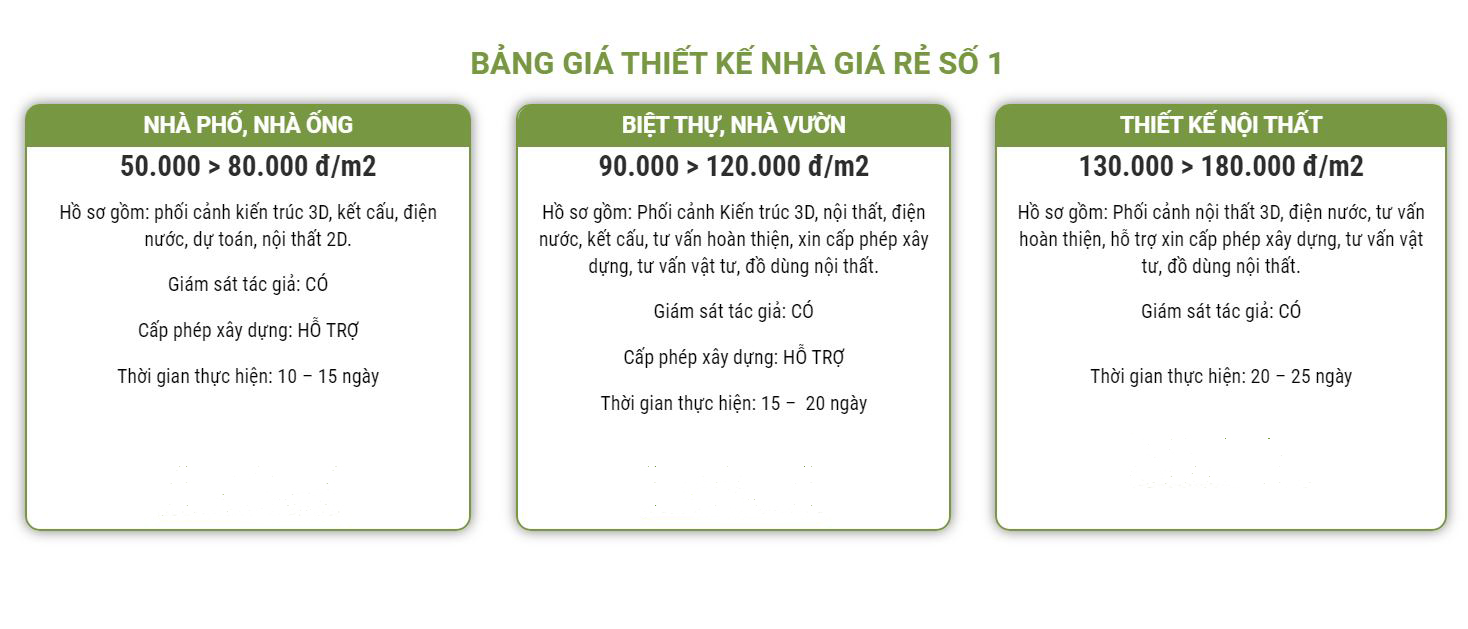 BẢNG GIÁ THIẾT KẾ NHÀ GIÁ RẺ SỐ 1
NHÀ PHỐ, NHÀ ỐNG
50.000 > 80.000 đ/m2
Hồ sơ gồm: phối cảnh kiến trúc 3D, kết cấu, điện
nước, dự toán, nội thất 2D.
Giám sát tác giả: CÓ
Cấp phép xây dựng: HỖ TRỢ
Thời gian thực hiện: 10 – 15 ngày
BIỆT THỰ, NHÀ VƯỜN
90.000 > 120.000 đ/m2
Hồ sơ gồm: Phối cảnh Kiến trúc 3D, nội thất, điện
nước, kết cấu, tư vấn hoàn thiện, xin cấp phép xây
dựng, tư vấn vật tư, đồ dùng nội thất.
Giám sát tác giả: CÓ
Cấp phép xây dựng: HỖ TRỢ
Thời gian thực hiện: 15 –  20 ngày
THIẾT KẾ NỘI THẤT
130.000 > 180.000 đ/m2
Hồ sơ gồm: Phối cảnh nội thất 3D, điện nước, tư vấn
hoàn thiện, hỗ trợ xin cấp phép xây dựng, tư vấn vật
tư, đồ dùng nội thất.
Giám sát tác giả: CÓ
Thời gian thực hiện: 20 – 25 ngày